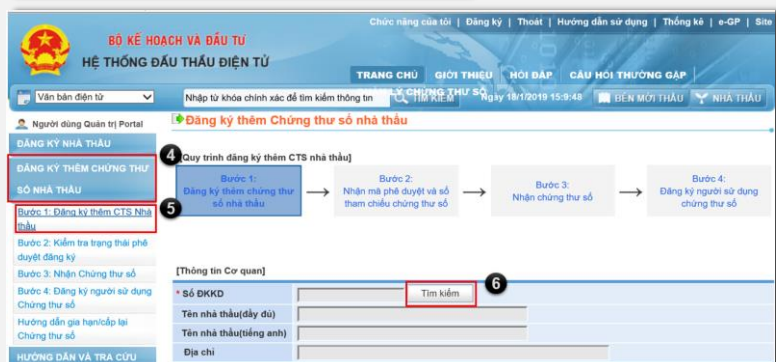 Chức năng của tôi | Đăng ký | Thoát | Hướng dẫn sử dụng | Thống kê | e-GP | Site
BỘ KẾ HOẠCH VÀ ĐẦU TƯ
HỆ THỐNG ĐẤU THẦU ĐIỆN TỬ
TRANG CHỦ GIỚI THIỆU HỎI ĐÁP CÂU HỎI THƯỜNG GẶP
QUẢN LÝ CHỨNG THƯ SỐ
Văn bản điện tử
Nhập từ khóa chính xác để tìm kiếm thông tin
TÌM KIẾM
Ngày 18/1/2019 15:9:48
BÊN MỜI THẦU
NHÀ THẦU
Người dùng Quản trị Portal
ĐĂNG KÝ NHÀ THẦU
ĐĂNG KÝ THÊM CHỨNG THƯ
SỐ NHÀ THẦU
4
5
Bước 1: Đăng ký thêm CTS Nhà
thầu
Bước 2: Kiểm tra trạng thái phê
duyệt đăng ký
Bước 3: Nhận Chứng thư số
Bước 4: Đăng ký người sử dụng
Chứng thư số
Hướng dẫn gia hạn/cấp lại
Chứng thư số
HƯỚNG DẪN VÀ TRA CỨU
Đăng ký thêm Chứng thư số nhà thầu
[Quy trình đăng ký thêm CTS nhà thầu]
Bước 1:
Đăng ký thêm chứng thư
số nhà thầu
Bước 2:
Nhận mã phê duyệt và số
tham chiếu chứng thư số
Bước 3:
Nhận chứng thư số
Bước 4:
Đăng ký người sử dụng
chứng thư số
[Thông tin Cơ quan]
* Số ĐKKD
Tìm kiếm
6
Tên nhà thầu(đầy đủ)
Tên nhà thầu(tiếng anh)
Địa chỉ